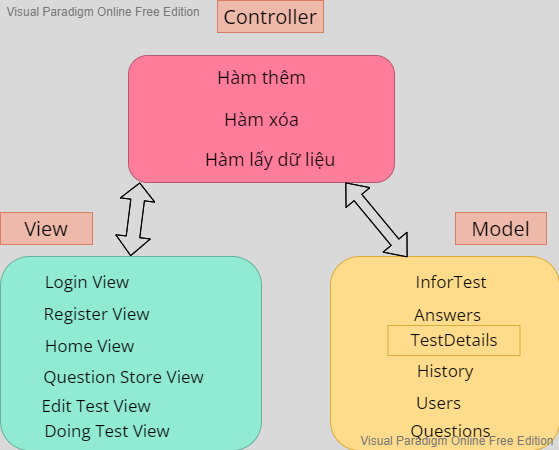 Visual Paradigm Online Free Edition
Controller
Hàm thêm
Hàm xóa
Hàm lấy dữ liệu
View
Login View
Register View
Home View
Question Store View
Edit Test View
Doing Test View
Model
InforTest
Answers
TestDetails
History
Users
Questions
Visual Paradigm Online Free Edition